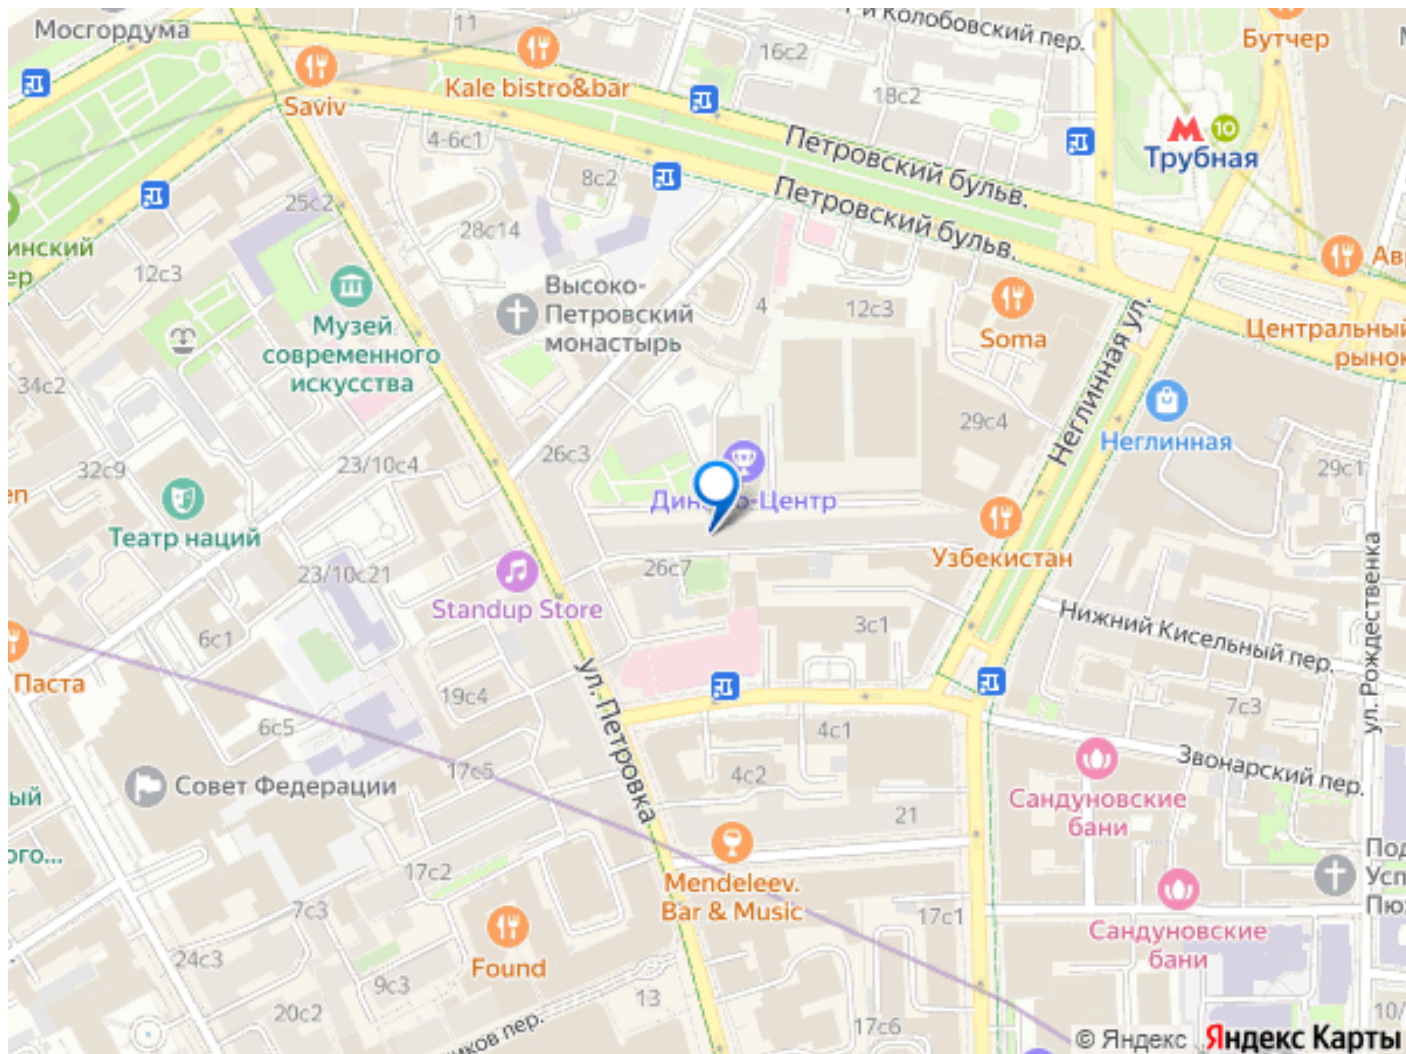 Мосгордума
11
й Колобовский пер.
Бутчер
16с2
Saviv
Kale bistro&bar
18с2
10
Трубная
4-6с1
Петровский бульв.
8с2
Петровский бульв.
25с2
28с14
инский
ер
12с3
Музей
современного
искусства
Высоко-
Петровский
монастырь
4
12с3
Soma
Неглинная ул.
Центральный
рынок
34с2
Неглинная
29с4
29с1
32с9
23/10с4
26с3
Театр наций
Узбекистан
23/10с21
Standup Store
26с7
3с1
Нижний Кисельный пер.
ул. Рождественка
6с1
Паста
ул. Петровка
19с4
6с5
7с3
4с1
Звонарский пер.
Совет Федерации
17с5
4с2
21
Сандуновские
бани
ый
ого...
17с2
Mendeleev.
Bar & Music
Под
Усп
Пюх
7с3
17с1
Сандуновские
бани
Found
24с3
9с3
20с2
13
17с6
10/
ков пер.
© Яндекс Яндекс Карты